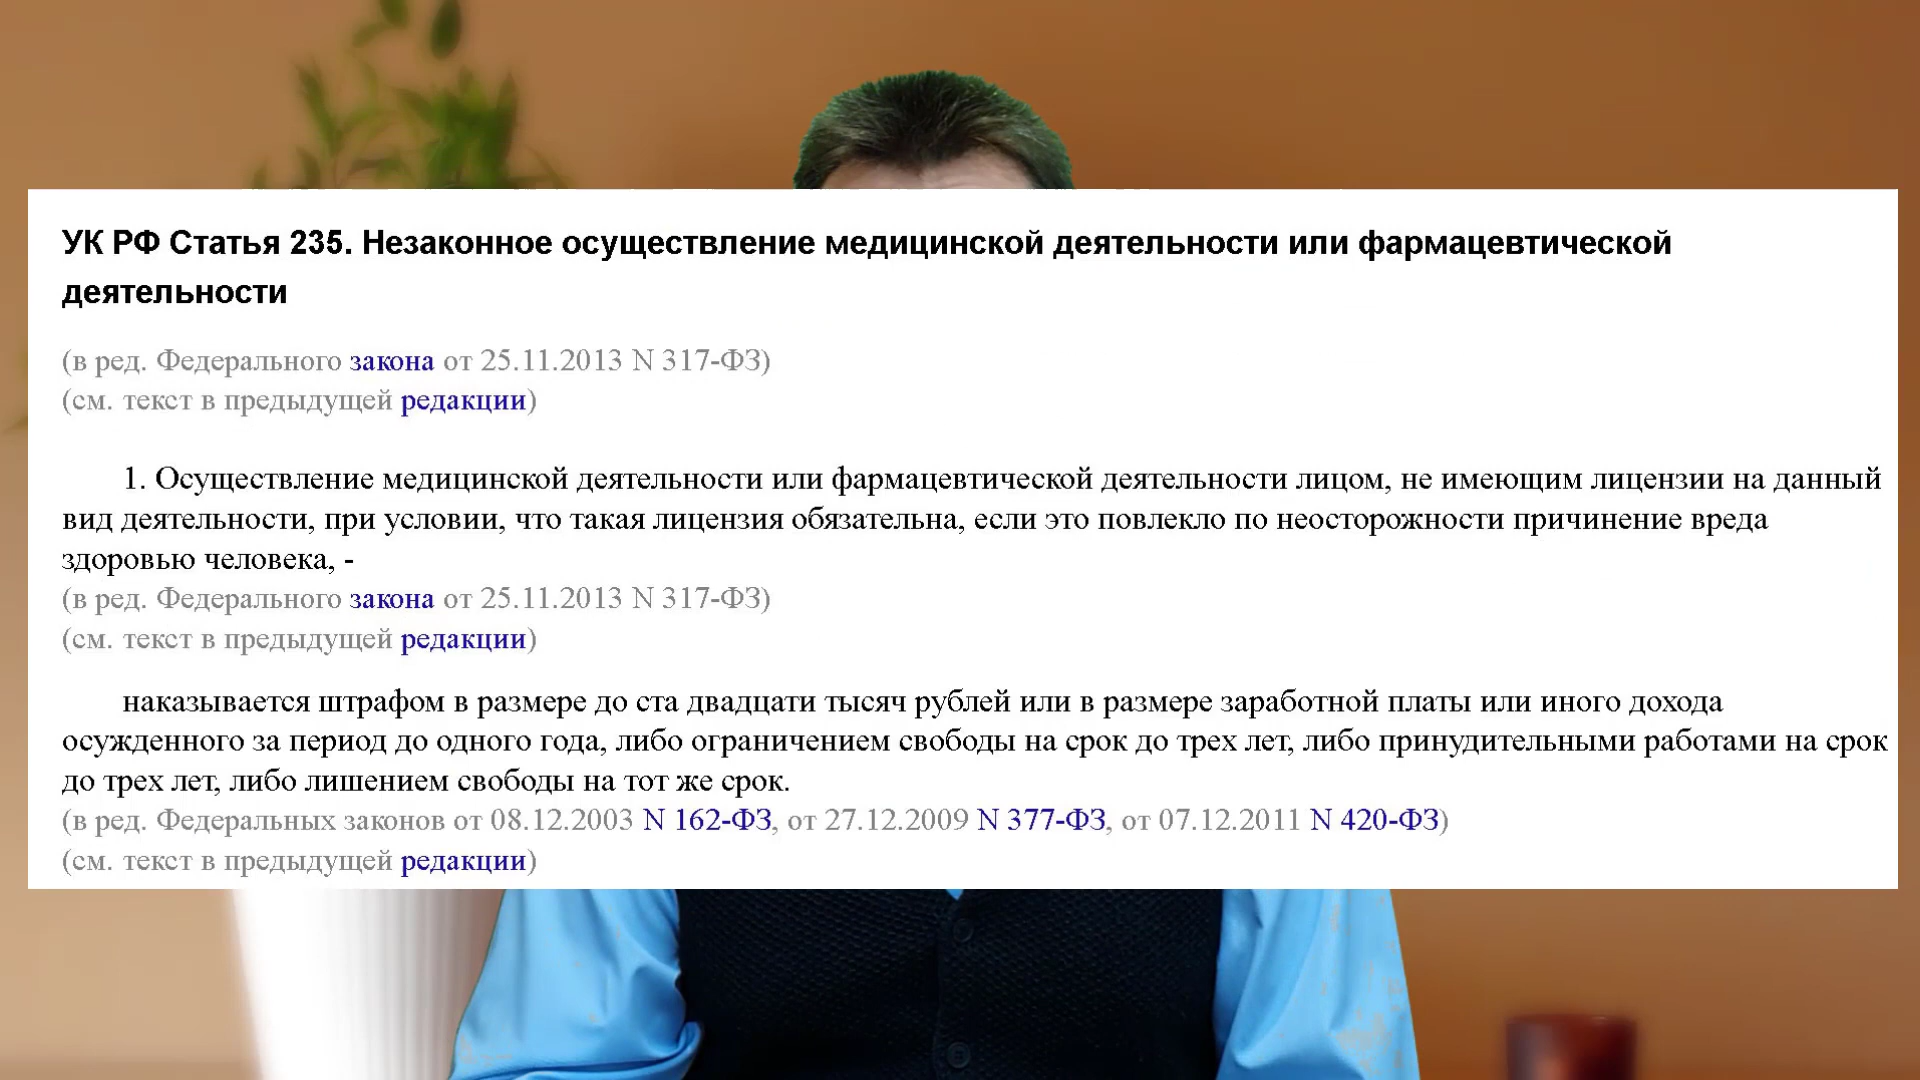 УК РФ Статья 235. Незаконное осуществление медицинской деятельности или фармацевтической
деятельности
(в ред. Федерального закона от 25.11.2013 N 317-ФЗ)
(см. текст в предыдущей редакции)
1. Осуществление медицинской деятельности или фармацевтической деятельности лицом, не имеющим лицензии на данный
вид деятельности, при условии, что такая лицензия обязательна, если это повлекло по неосторожности причинение вреда
здоровью человека, -
(в ред. Федерального закона от 25.11.2013 N 317-ФЗ)
(см. текст в предыдущей редакции)
наказывается штрафом в размере до ста двадцати тысяч рублей или в размере заработной платы или иного дохода
осужденного за период до одного года, либо ограничением свободы на срок до трех лет, либо принудительными работами на срок
до трех лет, либо лишением свободы на тот же срок.
(в ред. Федеральных законов от 08.12.2003 N 162-ФЗ, от 27.12.2009 N 377-ФЗ, от 07.12.2011 N 420-ФЗ)
(см. текст в предыдущей редакции)